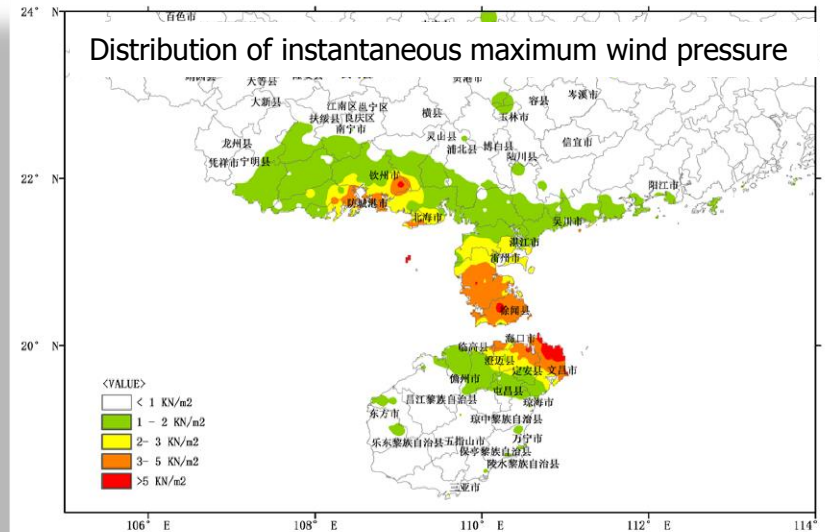 24° N
百色市
Distribution of instantaneous maximum wind pressure
天等县
大新县
江南区邕宁区
扶绥县良庆区
南宁市
横县
玉林市
容县
岑溪市
龙州县
凭祥市宁明县
灵山县
浦北县
博白县
陆川县
信宜市
22°
钦州市
防城港市
北海市
阳江市
吴川市
湛江市
雷州市
徐闻县
20°
海口市
临高县
澄迈县
定安县
文昌市
儋州市
屯昌县
琼海市
昌江黎族自治县
东方市
琼中黎族自治县
乐东黎族自治县
五指山市
万宁市
保亭黎族自治县
陵水黎族自治县
三亚市
<VALUE>
< 1 KN/m2
1 - 2 KN/m2
2- 3 KN/m2
3- 5 KN/m2
>5 KN/m2
106° E
108° E
110° E
112° E
114° E